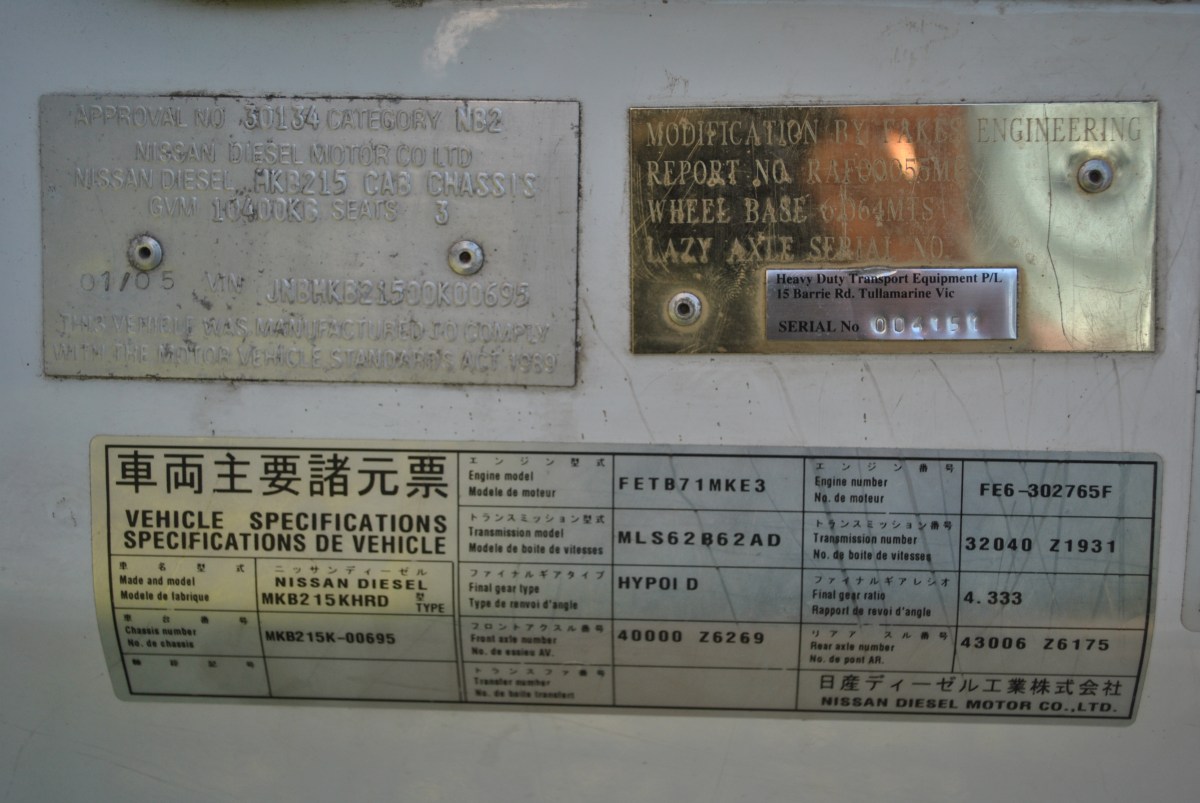 APPROVAL NO 30134 CATEGORY NB2
NISSAN DIESEL MOTOR CO LTD
NISSAN DIESEL MKB215 CAB CHASSIS
GVM 10400KG SEATS 3
01/05 VIN JNBMKB21500K00695
THIS VEHICLE WAS MANUFACTURED TO COMPLY
WITH THE MOTOR VEHICLE STANDARDS ACT 1989
MODIFICATION BY FAKES ENGINEERING
REPORT NO.
WHEEL BASE 6.064MTS
LAZY AXLE SERIAL NO.
Heavy Duty Transport Equipment P/L
15 Barrie Rd. Tullamarine Vic
SERIAL No
車両主要諸元票
VEHICLE SPECIFICATIONS
SPECIFICATIONS DE VEHICLE
車名型式
Made and model
Modele de fabrique
ニッサンディーゼル
NISSAN DIESEL
MKB215KHRD 型 TYPE
車台番号
Chassis number
No. de chassis
MKB215K-00695
エンジン型式
Engine model
Modele de moteur
FETB71MKE3
トランスミッション型式
Transmission model
Modele de boite de vitesses
MLS62B62AD
ファイナルギアタイプ
Final gear type
Type de renvoi d'angle
HYPOID
フロントアクスル番号
Front axle number
No. de essieu AV.
40000 Z6269
トランスファ番号
Transfer number
No. de boite transfert
エンジン番号
Engine number
No. de moteur
FE6-302765F
トランスミッション番号
Transmission number
No. de boite de vitesses
32040 Z1931
ファイナルギアレシオ
Final gear ratio
Rapport de revoi d'angle
4.333
リアアクスル番号
Rear axle number
No. de pont AR.
43006 Z6175
日産ディーゼル工業株式会社
NISSAN DIESEL MOTOR CO.,LTD.